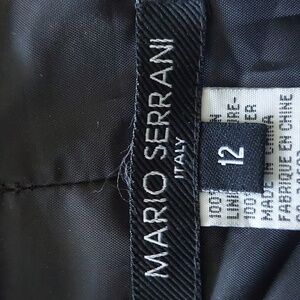 MARIO SERRANI
ITALY
12
100%
100%
MADE IN CHINA
FABRIQUE EN CHINE